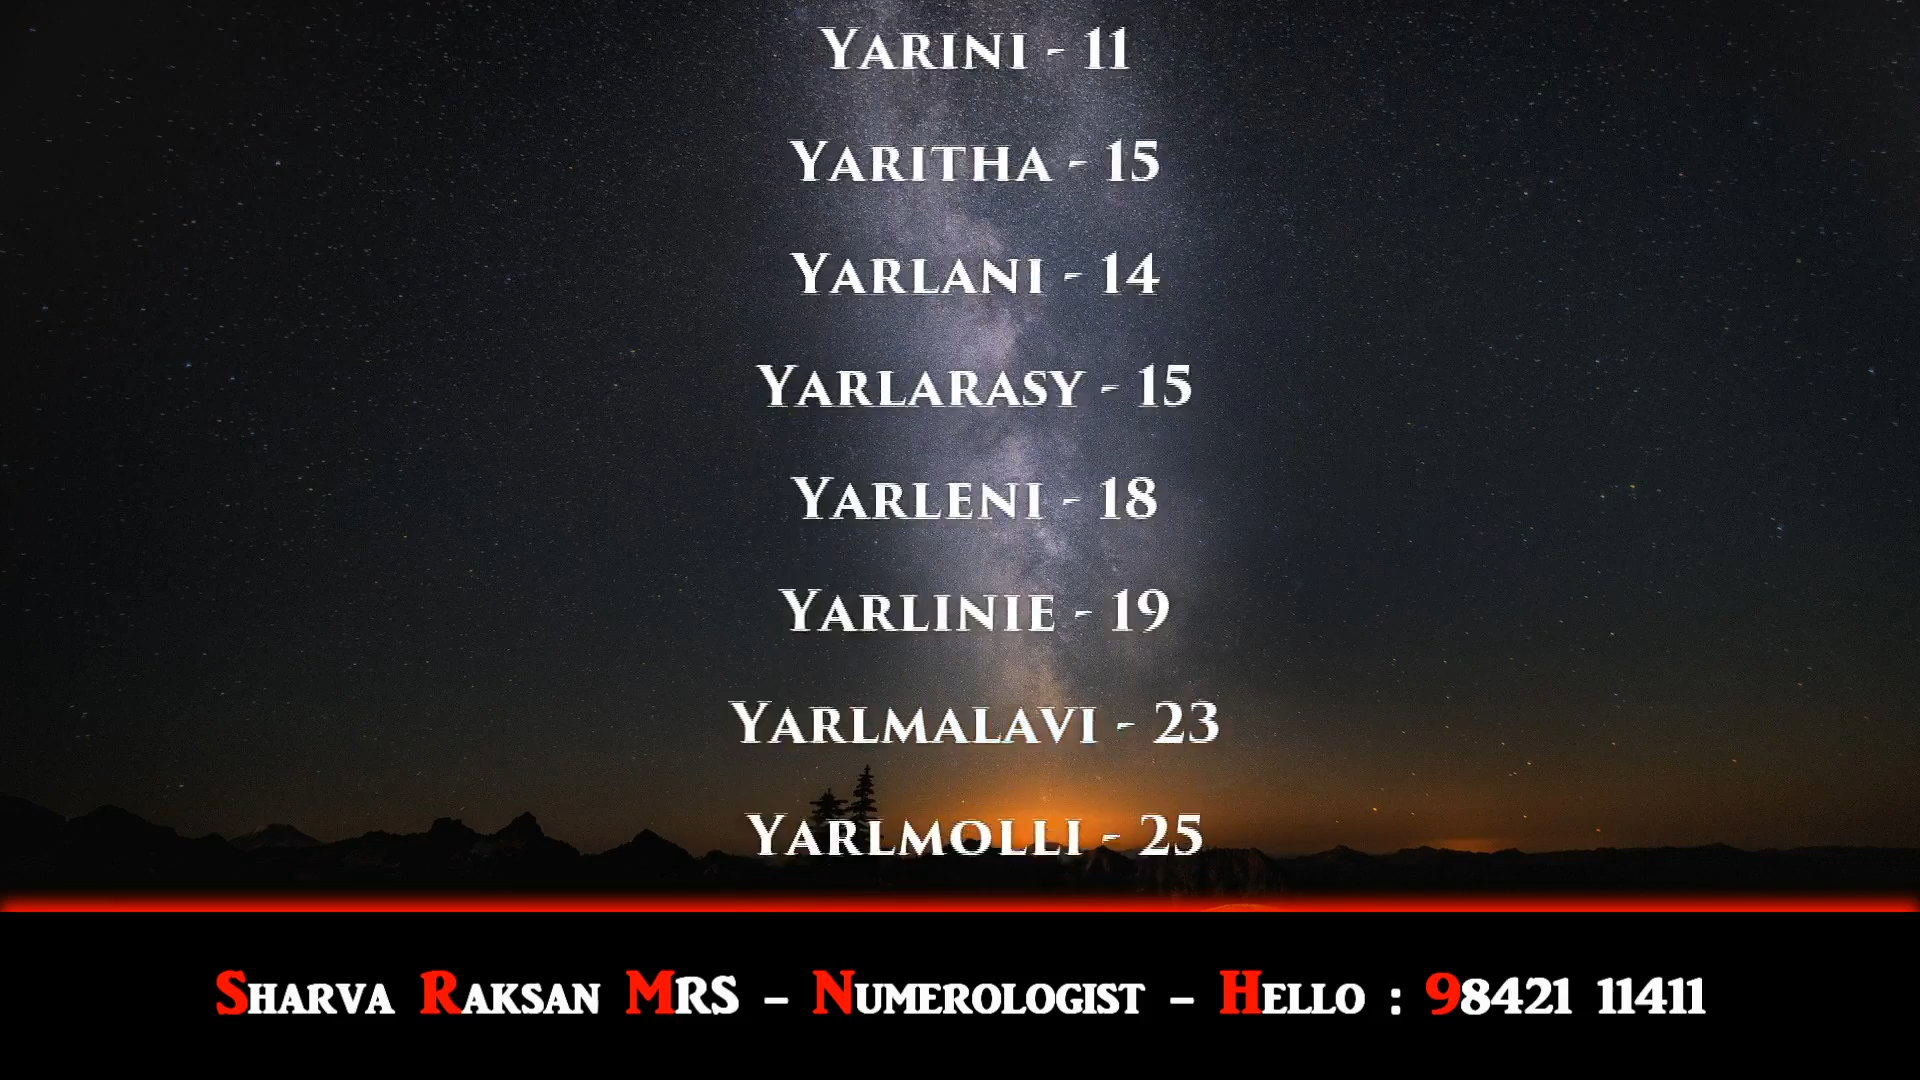 Yarini - 11
Yaritha - 15
Yarlani - 14
Yarlarasy - 15
Yarleni - 18
Yarlinie - 19
Yarlmalavi - 23
Yarlmolli - 25
Sharva Raksan MRS - Numerologist - Hello : 98421 11411